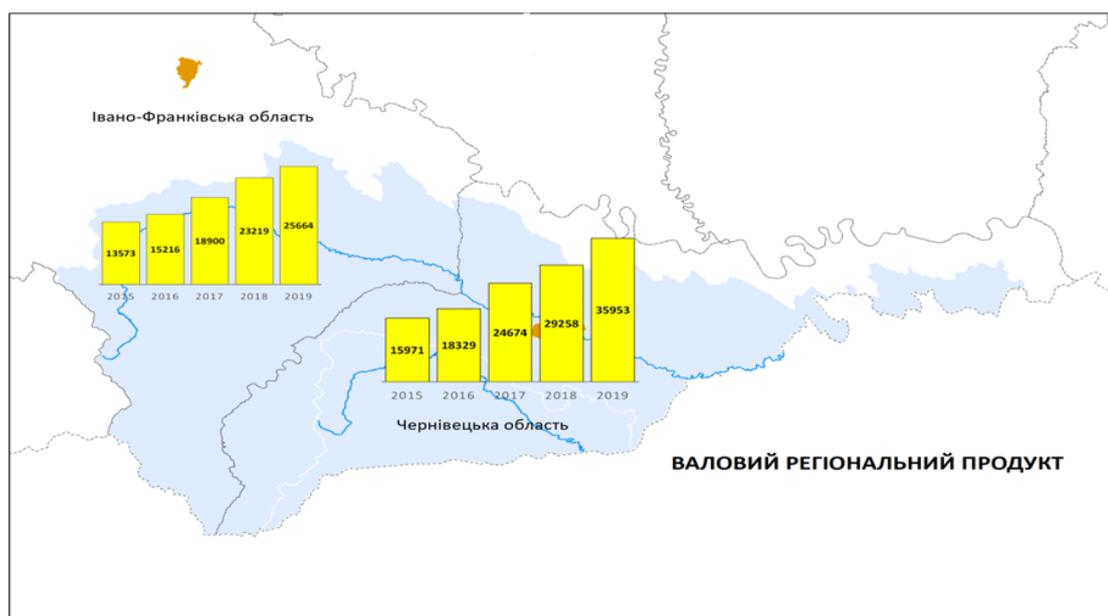 Івано-Франківська область
13573 15216 18900 23219 25664
2015 2016 2017 2018 2019
15971 18329 24674 29258 35953
2015 2016 2017 2018 2019
Чернівецька область
ВАЛОВИЙ РЕГІОНАЛЬНИЙ ПРОДУКТ